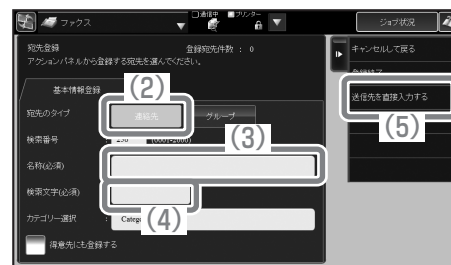 ファクス
通信中 プリンター
ジョブ状況
宛先登録 登録宛先件数 : 0
アクションパネルから登録する宛先を選んでください。
キャンセルして戻る
基本情報登録
(2)
送信先を直接入力する
(5)
宛先のタイプ 連絡先 グループ
(3)
検索番号 : (0001-2000)
名称(必須)
検索文字(必須)
(4)
カテゴリー選択 :
得意先にも登録する